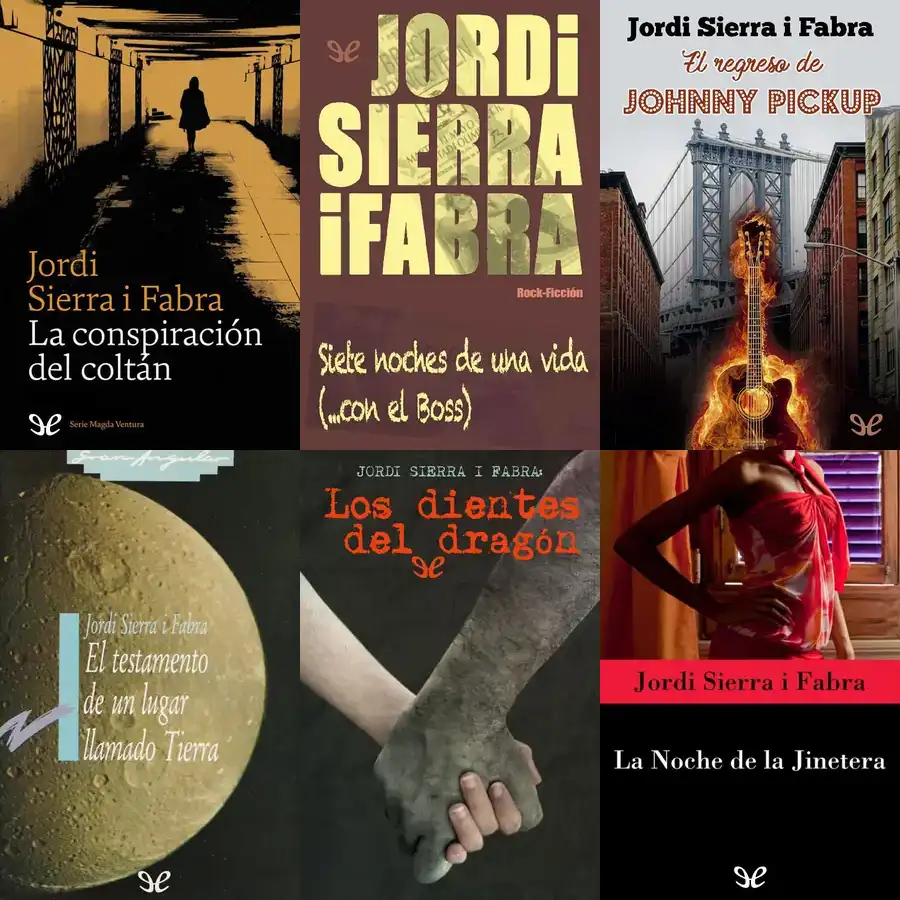 Jordi
Sierra i Fabra
La conspiración
del coltán
Serie Magda Ventura
JORDi
SIERRA
iFABRA
Rock-Ficción
Siete noches de una vida
(...con el Boss)
Jordi Sierra i Fabra
El regreso de
JOHNNY PICKUP
Gran Angular
Jordi Sierra i Fabra
El testamento
de un lugar
llamado Tierra
JORDI SIERRA I FABRA:
Los dientes
del dragón
Jordi Sierra i Fabra
La Noche de la Jinetera